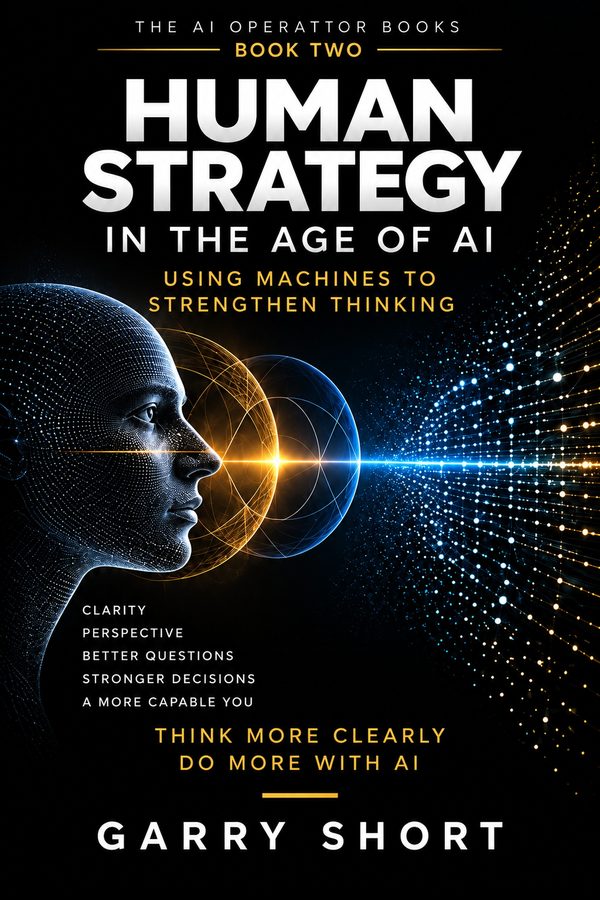 THE AI OPERATTOR BOOKS
BOOK TWO
HUMAN
STRATEGY
IN THE AGE OF AI
USING MACHINES TO
STRENGTHEN THINKING
CLARITY
PERSPECTIVE
BETTER QUESTIONS
STRONGER DECISIONS
A MORE CAPABLE YOU
THINK MORE CLEARLY
DO MORE WITH AI
GARRY SHORT